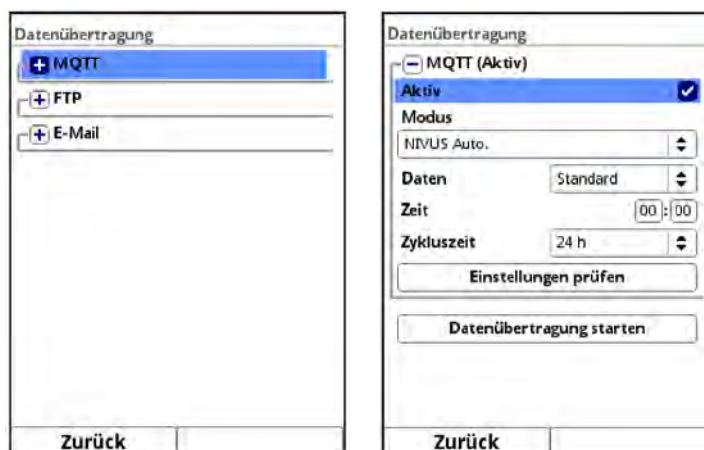 Datenübertragung
MQTT
FTP
E-Mail
Zurück
Datenübertragung
MQTT (Aktiv)
Aktiv
Modus
NIVUS Auto.
Daten Standard
Zeit 00 : 00
Zykluszeit 24 h
Einstellungen prüfen
Datenübertragung starten
Zurück